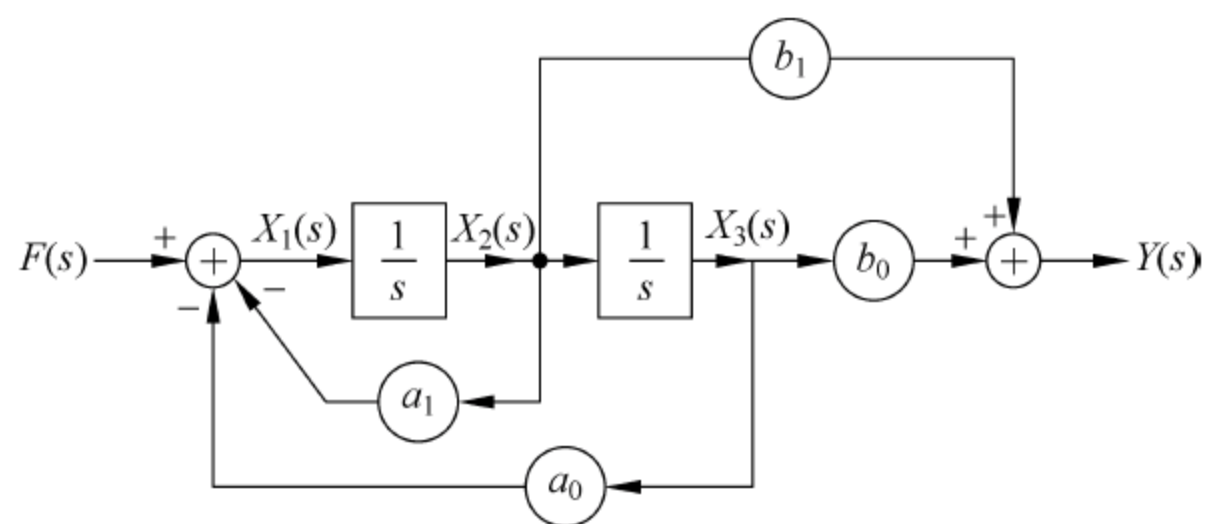 b₁
F(s) + + X₁(s) 1/s X₂(s) 1/s X₃(s) b₀ + + + Y(s)
− −
a₁
a₀